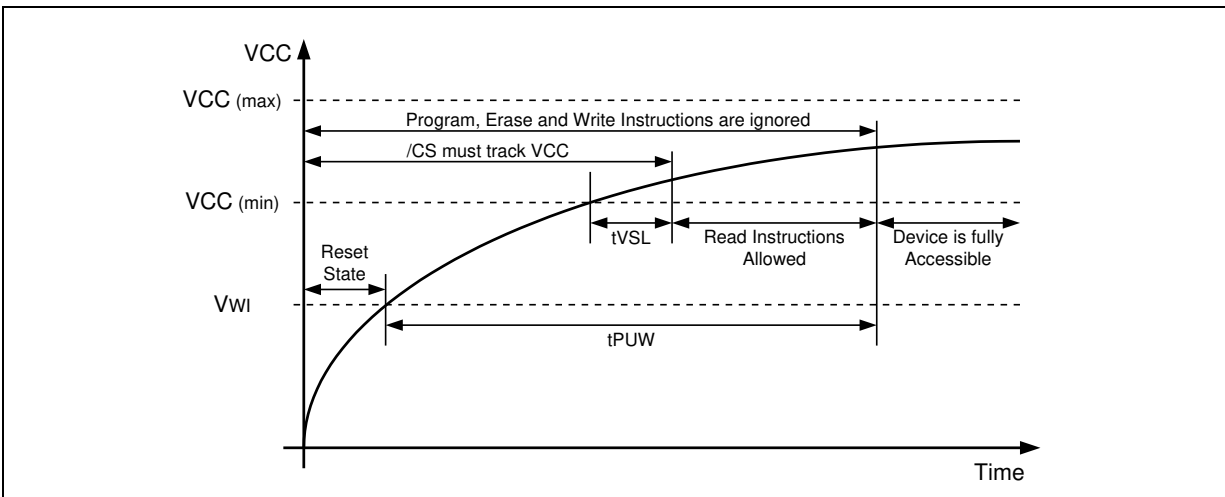 VCC
VCC (max)
Program, Erase and Write Instructions are ignored
/CS must track VCC
VCC (min)
tVSL
Read Instructions
Allowed
Device is fully
Accessible
Reset
State
VWI
tPUW
Time